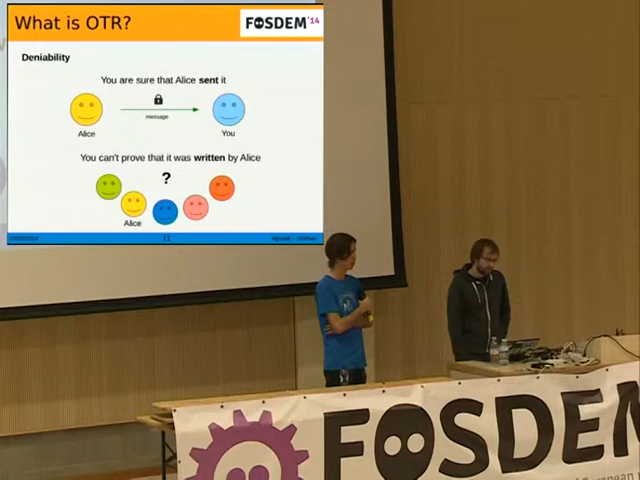 What is OTR?
FOSDEM'14
Deniability
You are sure that Alice sent it
message
Alice
You
You can't prove that it was written by Alice
?
Alice
11
FOSDEM